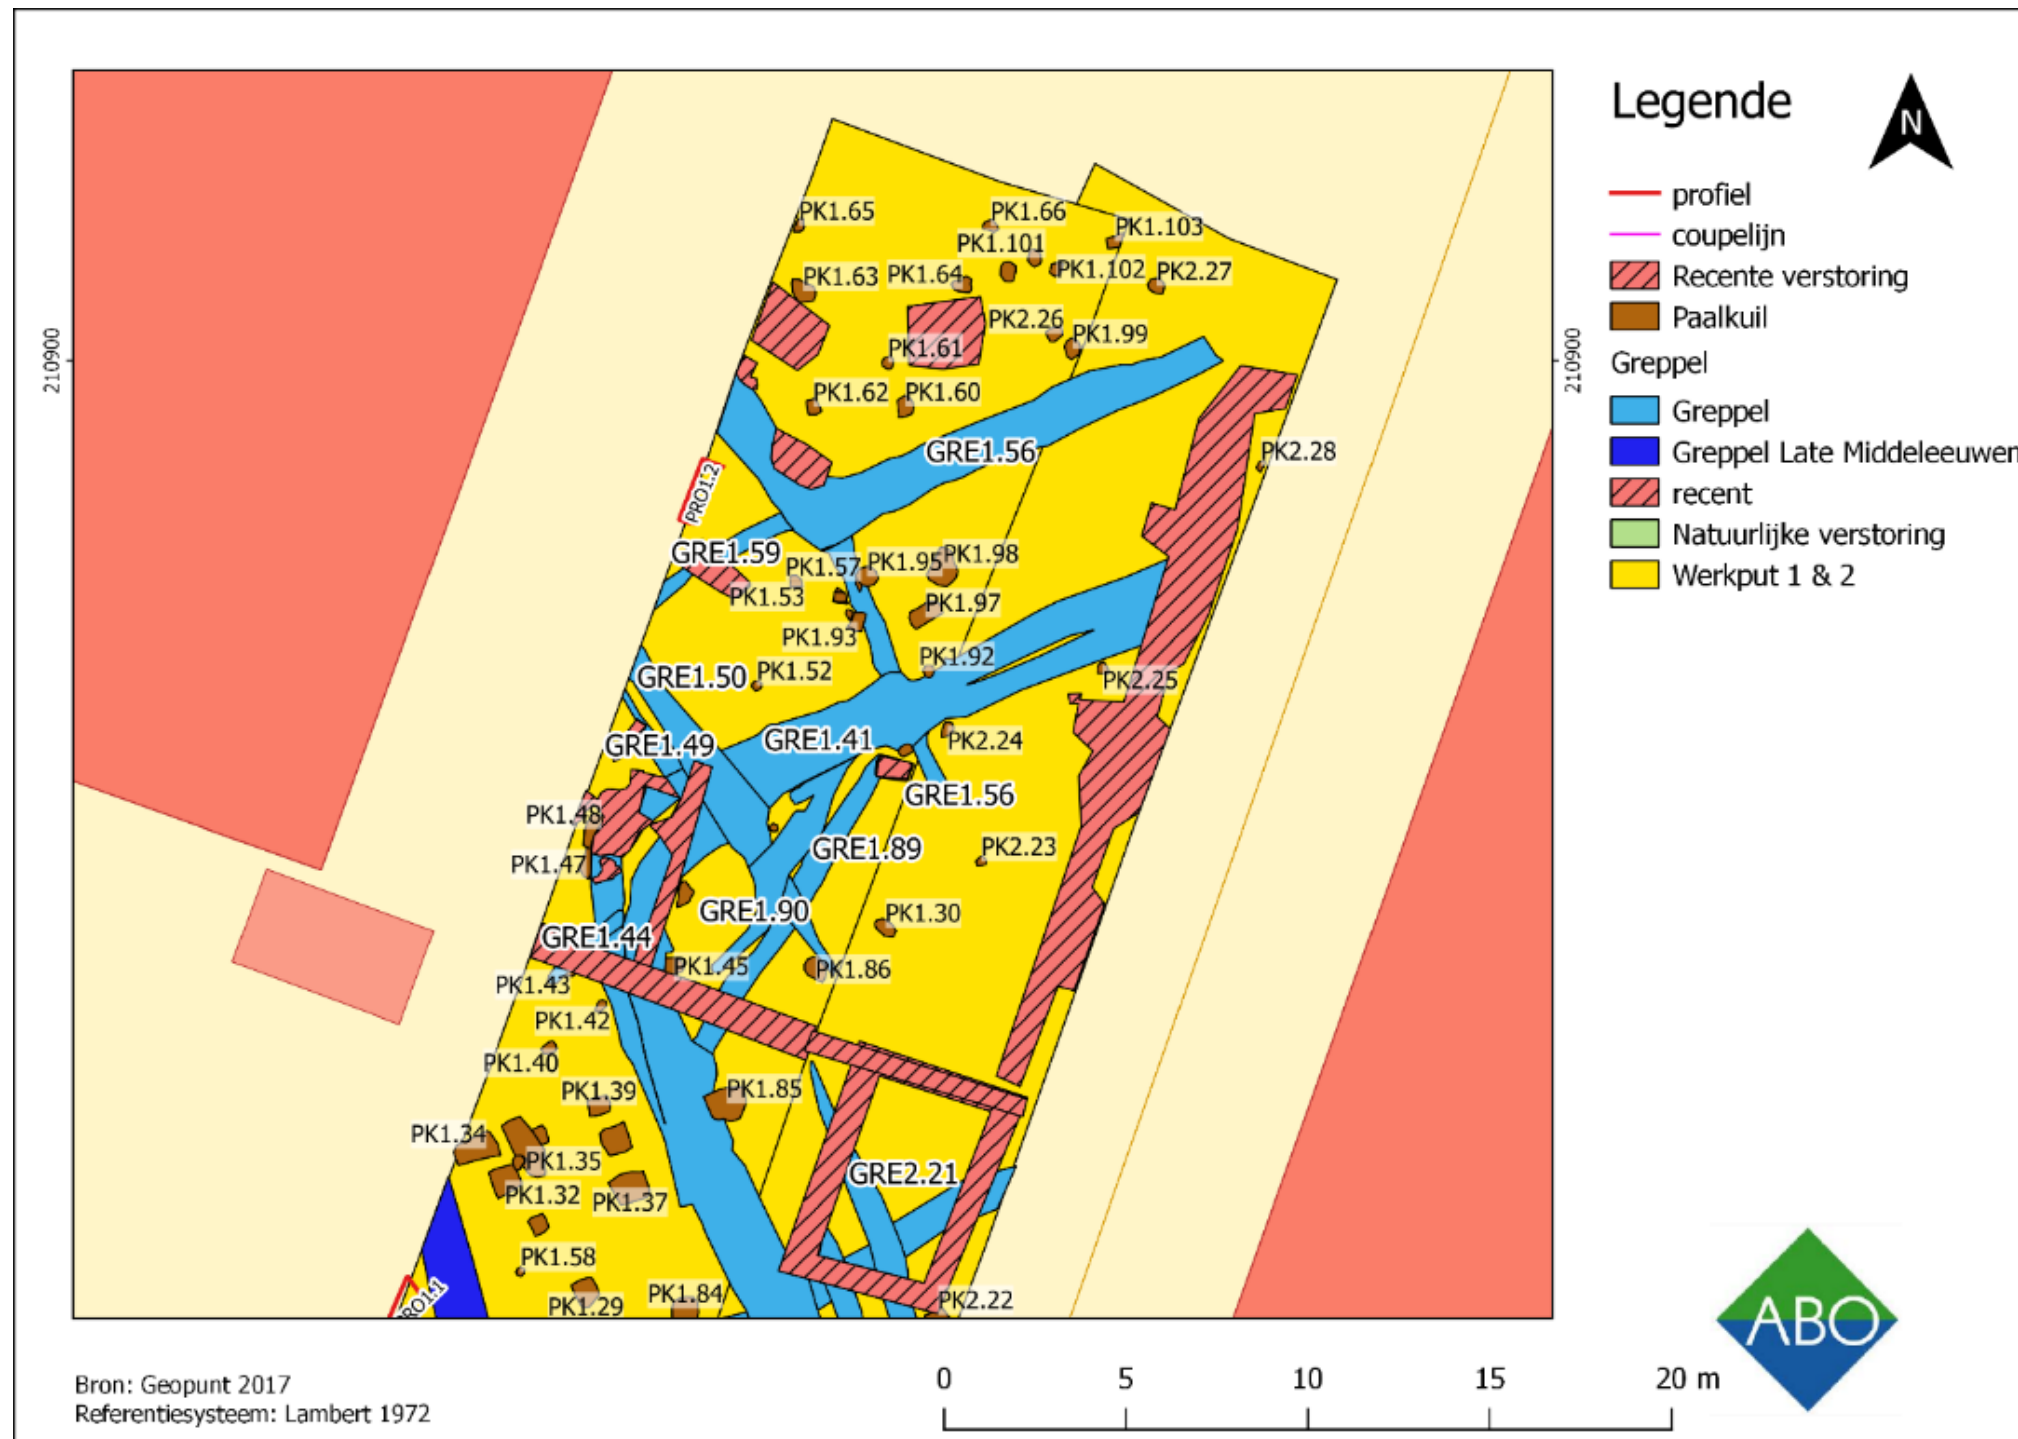 Legende
N
profiel
coupelijn
Recente verstoring
Paalkuil
Greppel
Greppel
Greppel Late Middeleeuwen
recent
Natuurlijke verstoring
Werkput 1 & 2
210900
210900
PK1.65
PK1.66
PK1.103
PK1.101
PK1.63
PK1.64
PK1.102
PK2.27
PK2.26
PK1.99
PK1.61
PK1.62
PK1.60
GRE1.56
PK2.28
PRO1.2
GRE1.59
PK1.57
PK1.95
PK1.98
PK1.53
PK1.97
PK1.93
PK1.92
GRE1.50
PK1.52
PK2.25
GRE1.49
GRE1.41
PK2.24
GRE1.56
PK1.48
GRE1.89
PK2.23
PK1.47
GRE1.90
PK1.30
GRE1.44
PK1.45
PK1.86
PK1.43
PK1.42
PK1.40
PK1.39
PK1.85
PK1.34
PK1.35
GRE2.21
PK1.32
PK1.37
PK1.58
PK1.29
PK1.84
PK2.22
PRO1.1
ABO
Bron: Geopunt 2017
Referentiesysteem: Lambert 1972
0 5 10 15 20 m